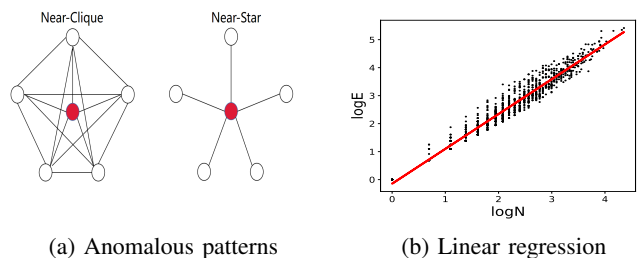 Near-Clique
Near-Star
logE
5
4
3
2
1
0
0
1
2
3
4
logN
(a) Anomalous patterns
(b) Linear regression